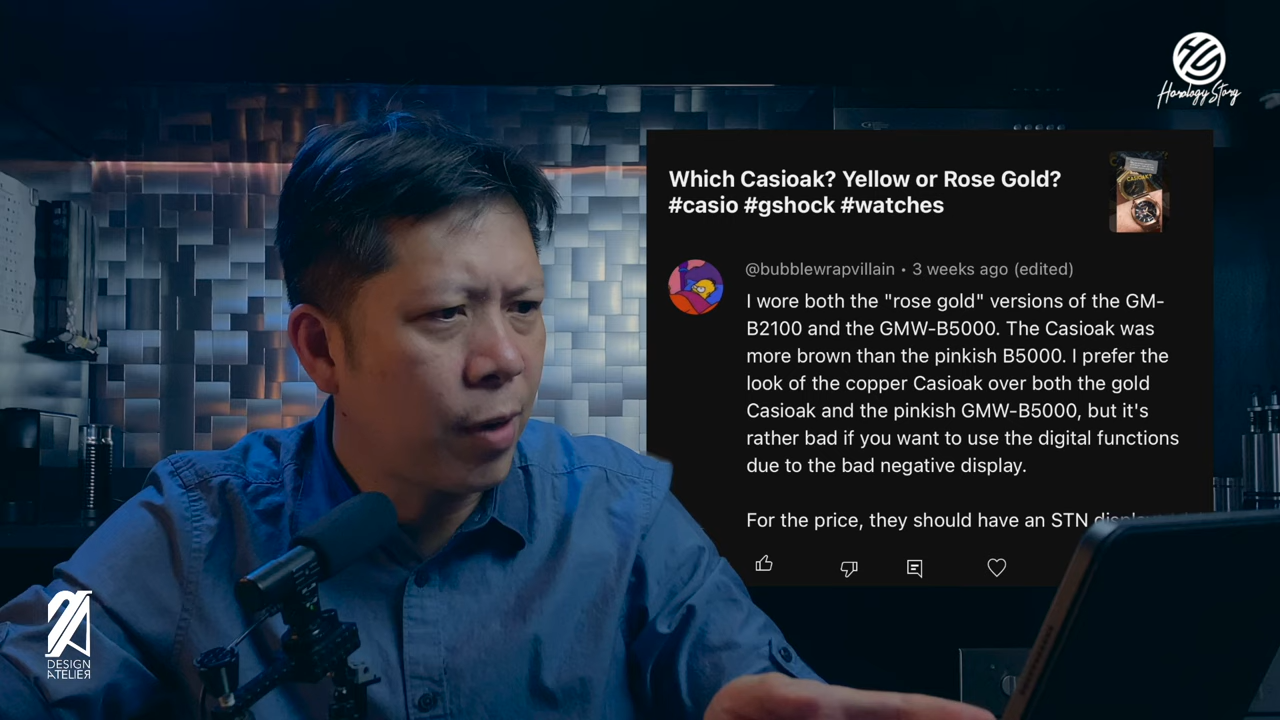 Horology Story
Which Casioak? Yellow or Rose Gold?
#casio #gshock #watches
@bubblewrapvillain • 3 weeks ago (edited)
I wore both the "rose gold" versions of the GM-
B2100 and the GMW-B5000. The Casioak was
more brown than the pinkish B5000. I prefer the
look of the copper Casioak over both the gold
Casioak and the pinkish GMW-B5000, but it's
rather bad if you want to use the digital functions
due to the bad negative display.
For the price, they should have an STN
DESIGN
ATELIER